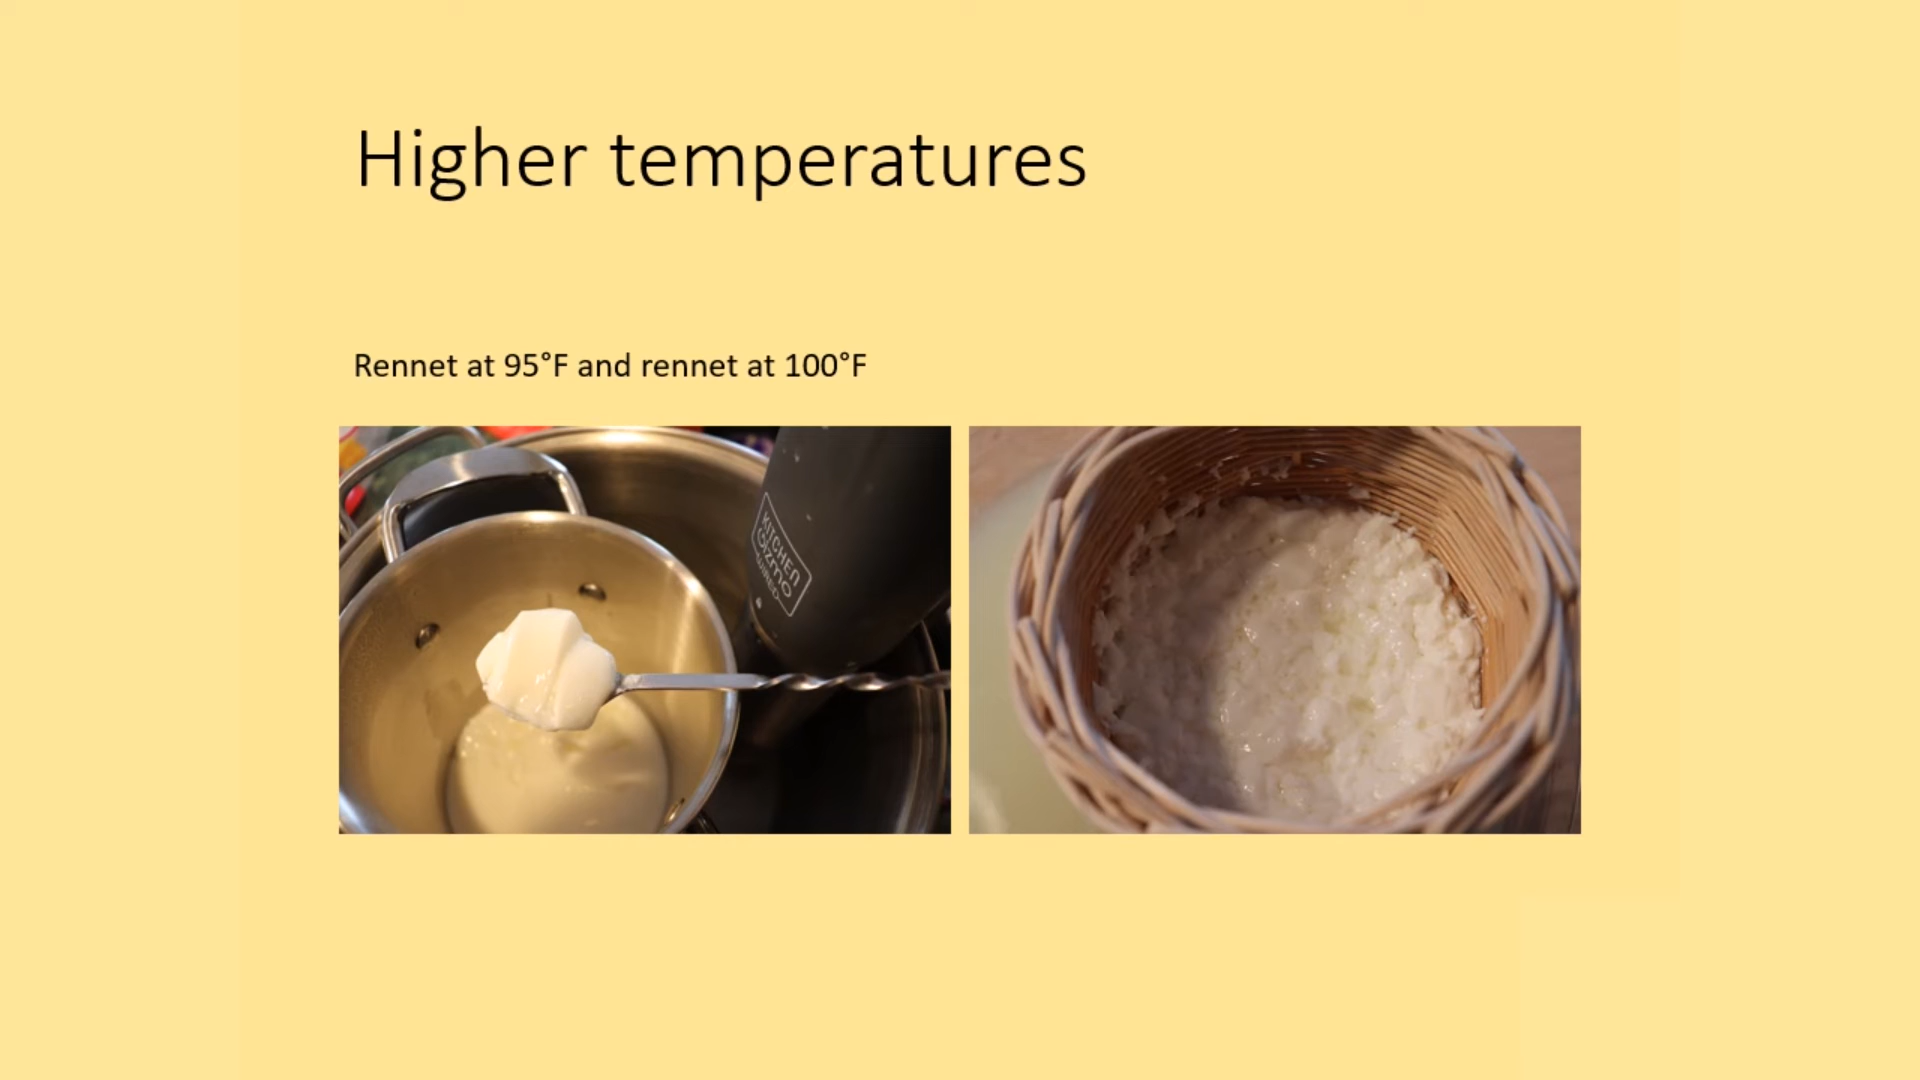 Higher temperatures
Rennet at 95°F and rennet at 100°F
KITCHEN
Gizmo